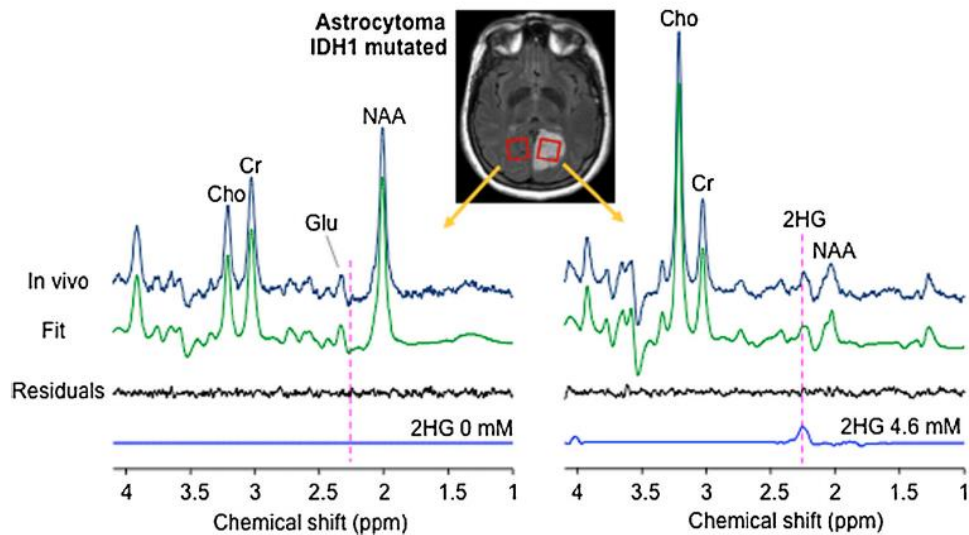 Astrocytoma
IDH1 mutated
Cho
NAA
Cr
Cho
Glu
Cr
2HG
NAA
In vivo
Fit
Residuals
2HG 0 mM
2HG 4.6 mM
4 3.5 3 2.5 2 1.5 1
4 3.5 3 2.5 2 1.5 1
Chemical shift (ppm)
Chemical shift (ppm)